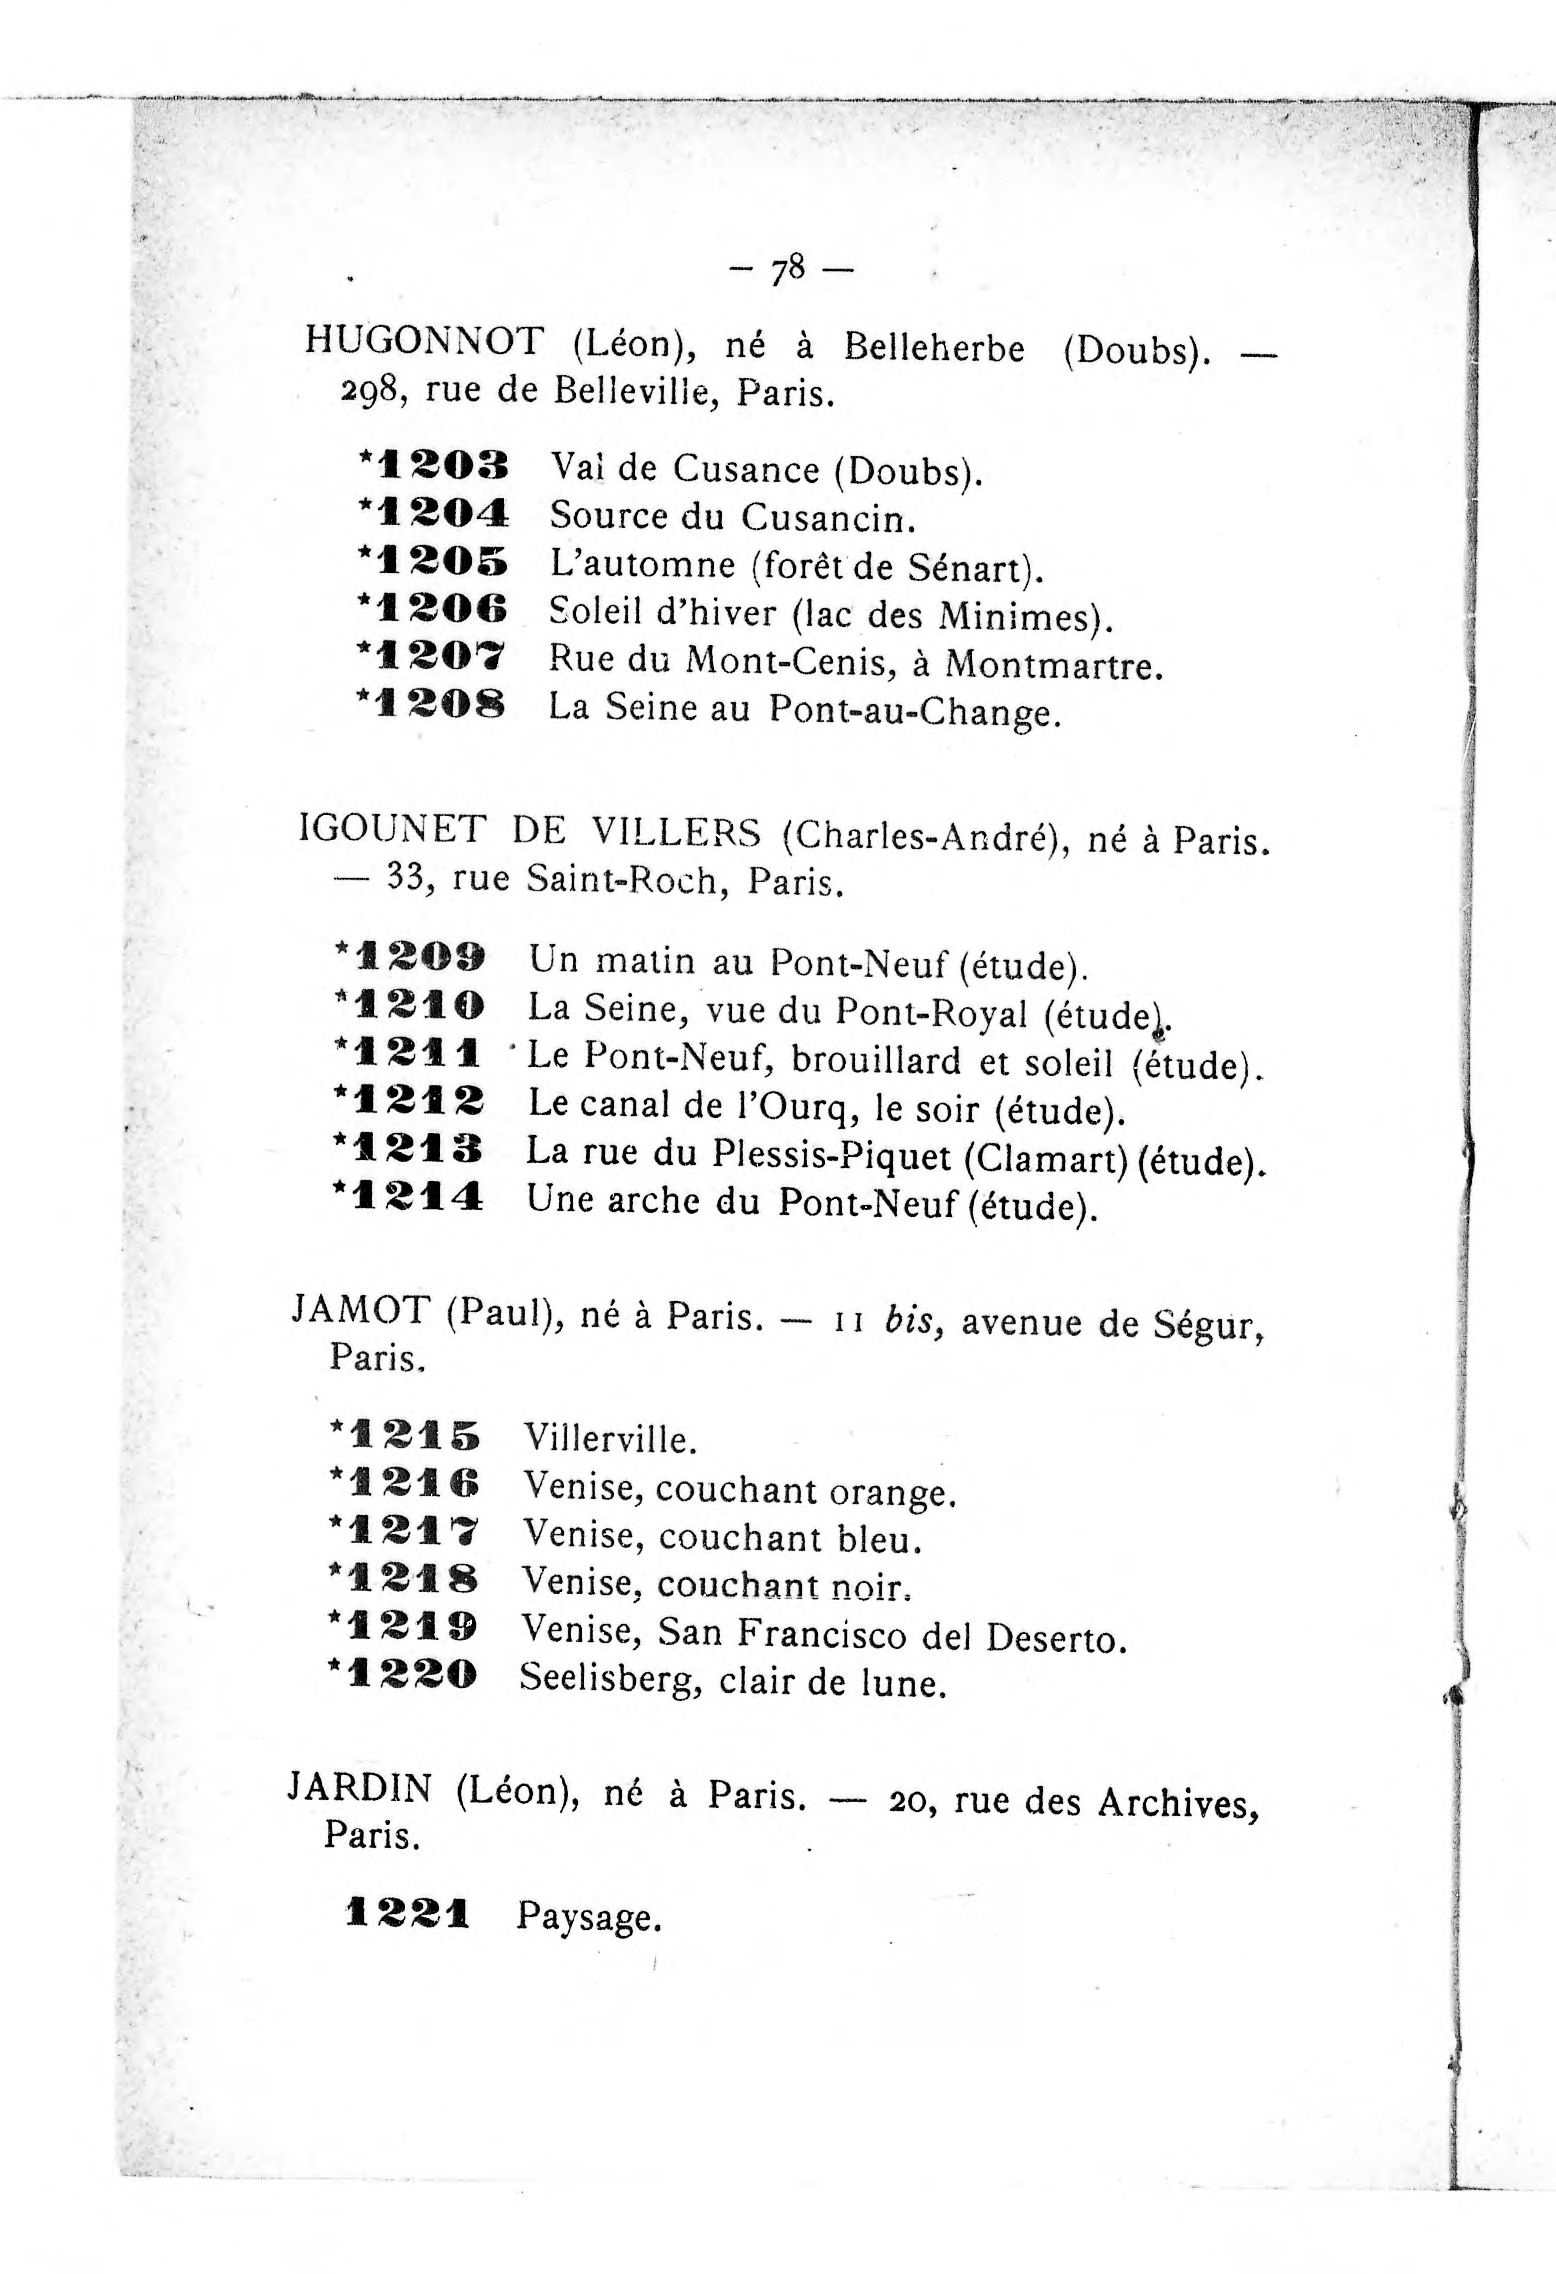 — 78 —
HUGONNOT (Léon), né à Belleherbe (Doubs). —
298, rue de Belleville, Paris.
*1203 Val de Cusance (Doubs).
*1204 Source du Cusancin.
*1205 L'automne (forêt de Sénart).
*1206 Soleil d'hiver (lac des Minimes).
*1207 Rue du Mont-Cenis, à Montmartre.
*1208 La Seine au Pont-au-Change.
IGOUNET DE VILLERS (Charles-André), né à Paris.
— 33, rue Saint-Roch, Paris.
*1209 Un matin au Pont-Neuf (étude).
*1210 La Seine, vue du Pont-Royal (étude).
*1211 Le Pont-Neuf, brouillard et soleil (étude).
*1212 Le canal de l'Ourq, le soir (étude).
*1213 La rue du Plessis-Piquet (Clamart) (étude).
*1214 Une arche du Pont-Neuf (étude).
JAMOT (Paul), né à Paris. — 11 bis, avenue de Ségur,
Paris.
*1215 Villerville.
*1216 Venise, couchant orange.
*1217 Venise, couchant bleu.
*1218 Venise, couchant noir.
*1219 Venise, San Francisco del Deserto.
*1220 Seelisberg, clair de lune.
JARDIN (Léon), né à Paris. — 20, rue des Archives,
Paris.
1221 Paysage.